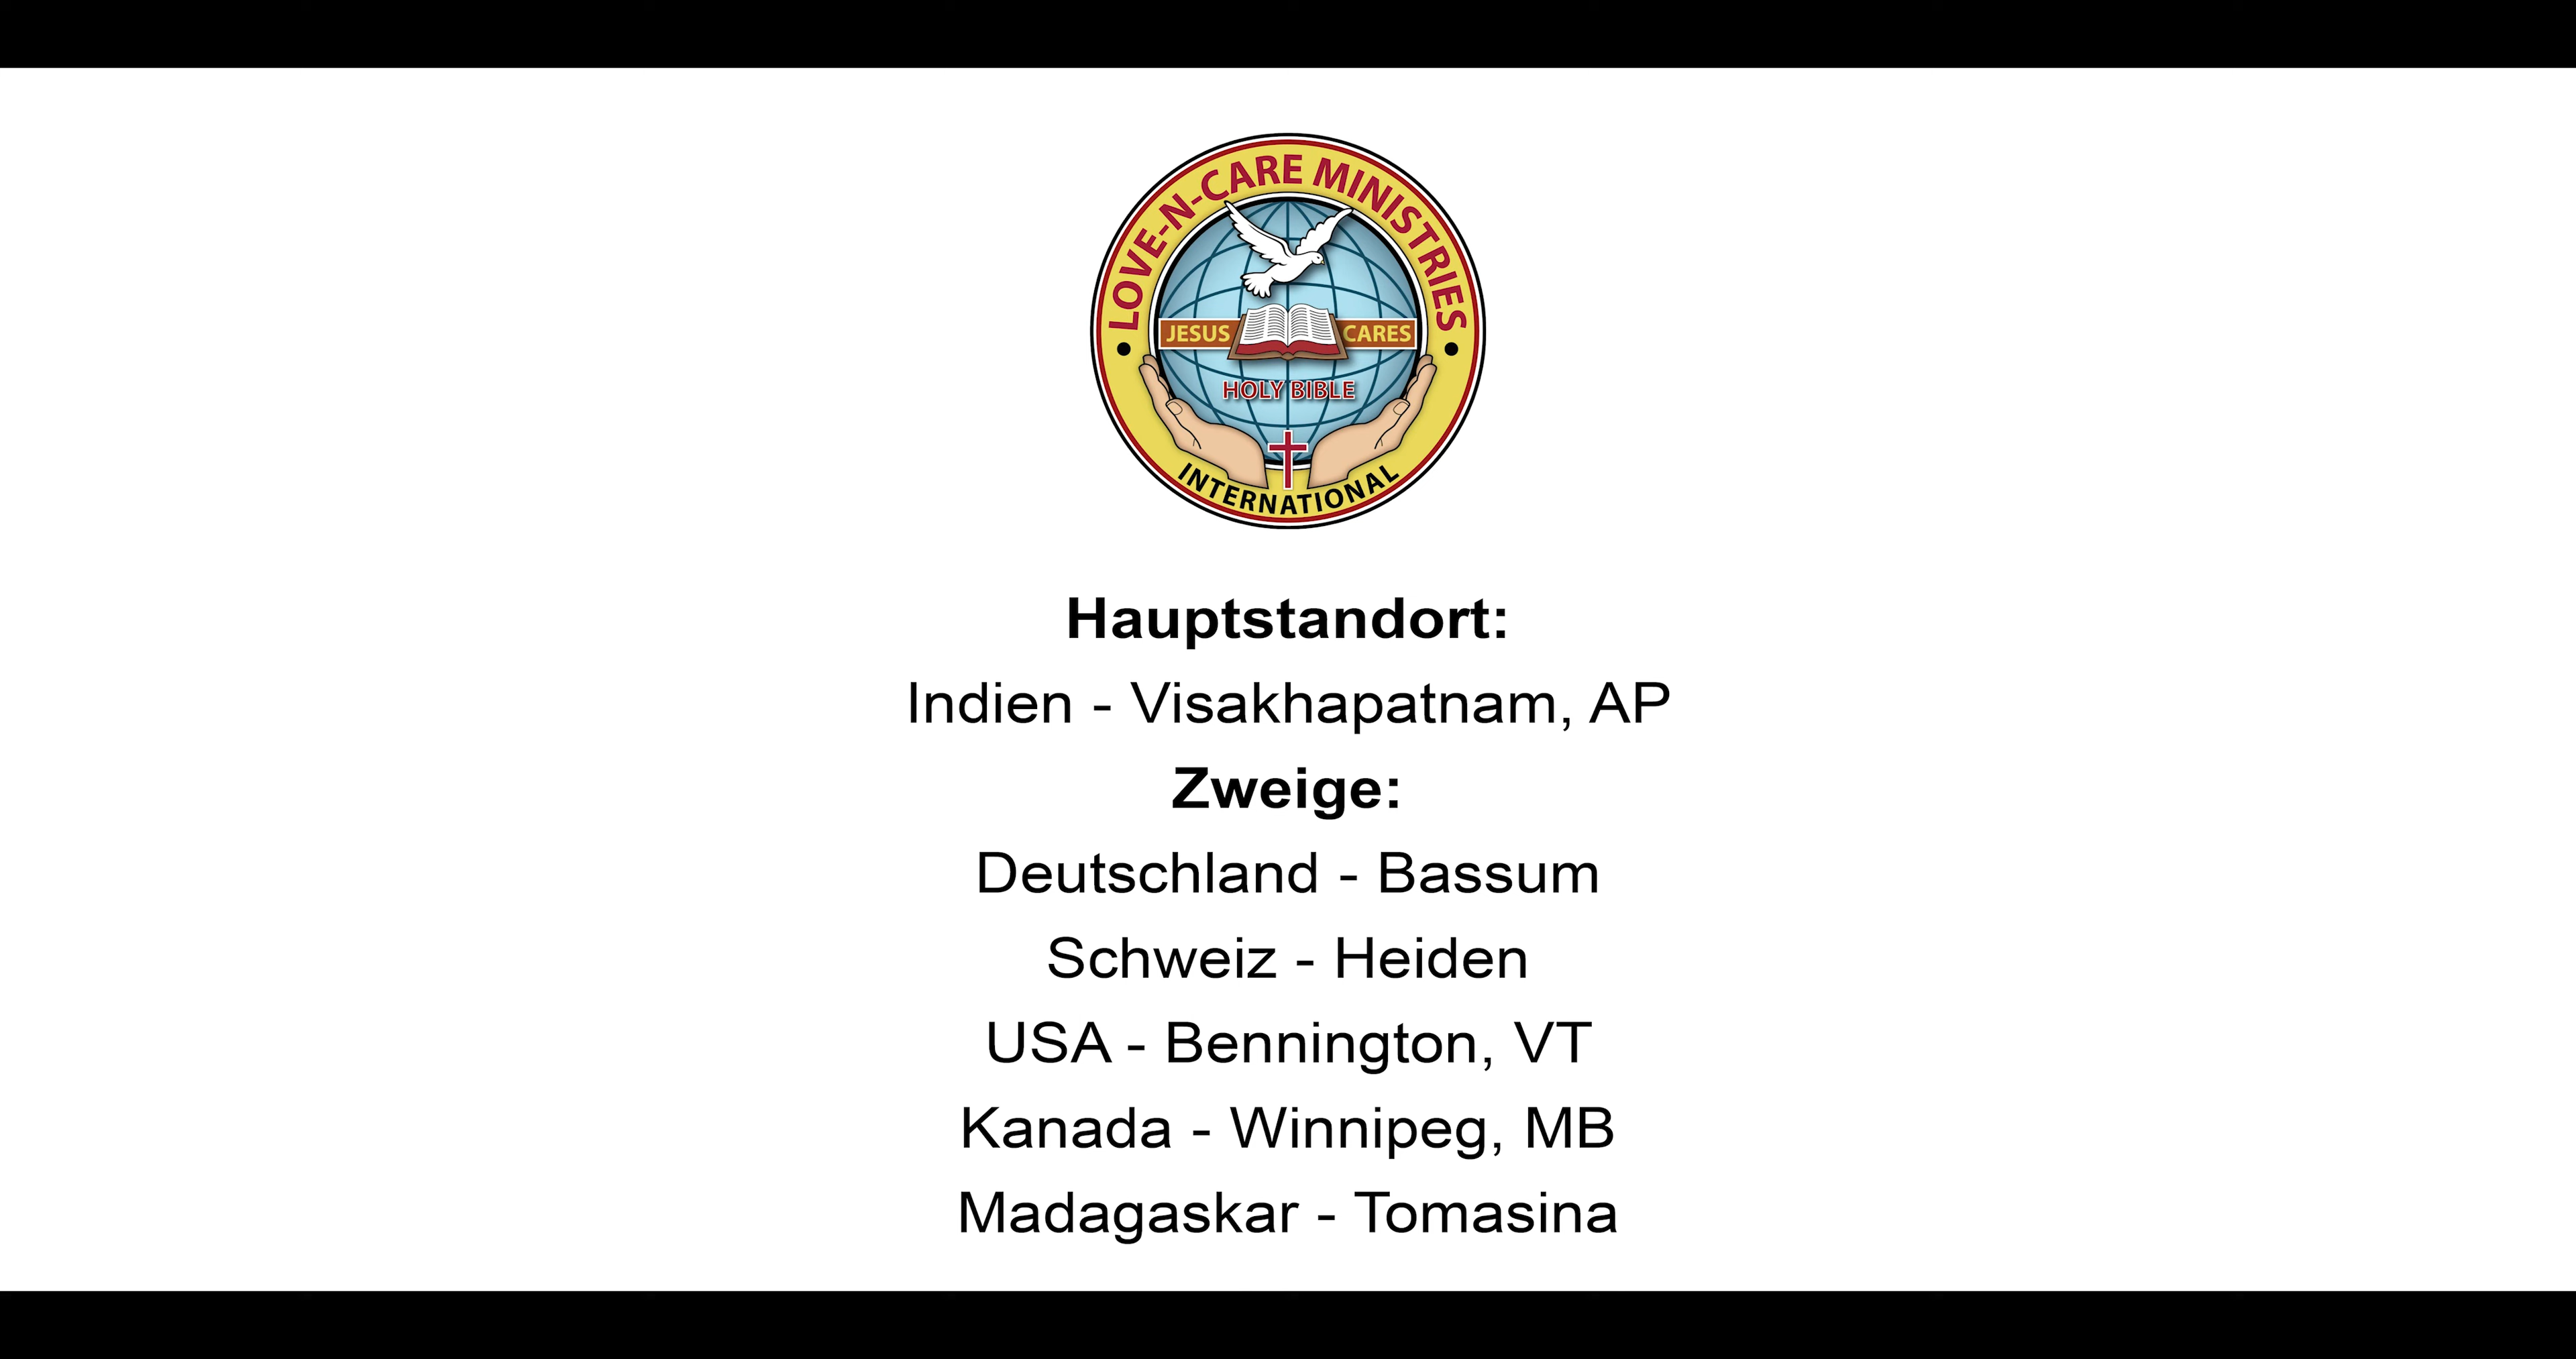 LOVE-N-CARE MINISTRIES
JESUS CARES
HOLY BIBLE
INTERNATIONAL
Hauptstandort:
Indien - Visakhapatnam, AP
Zweige:
Deutschland - Bassum
Schweiz - Heiden
USA - Bennington, VT
Kanada - Winnipeg, MB
Madagaskar - Tomasina